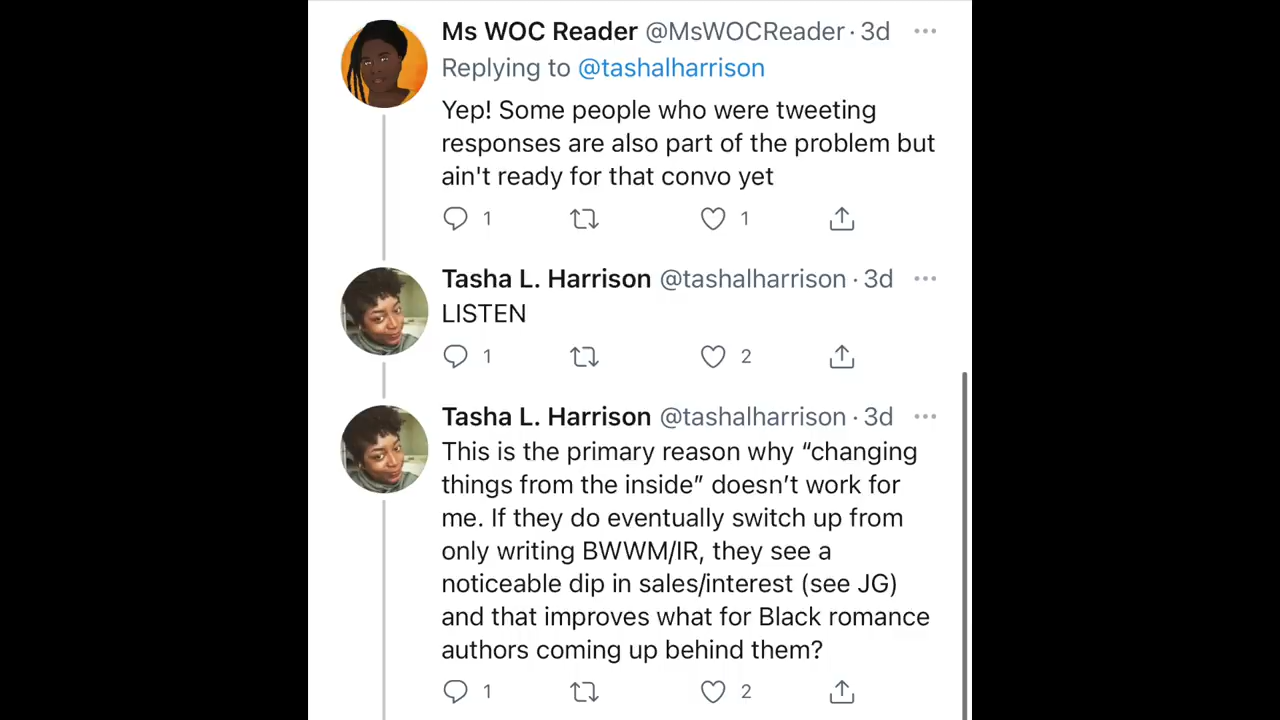 Ms WOC Reader @MsWOCReader · 3d
Replying to @tashalharrison
Yep! Some people who were tweeting
responses are also part of the problem but
ain't ready for that convo yet
1 1
Tasha L. Harrison @tashalharrison · 3d
LISTEN
1 2
Tasha L. Harrison @tashalharrison · 3d
This is the primary reason why “changing
things from the inside” doesn’t work for
me. If they do eventually switch up from
only writing BWWM/IR, they see a
noticeable dip in sales/interest (see JG)
and that improves what for Black romance
authors coming up behind them?
1 2